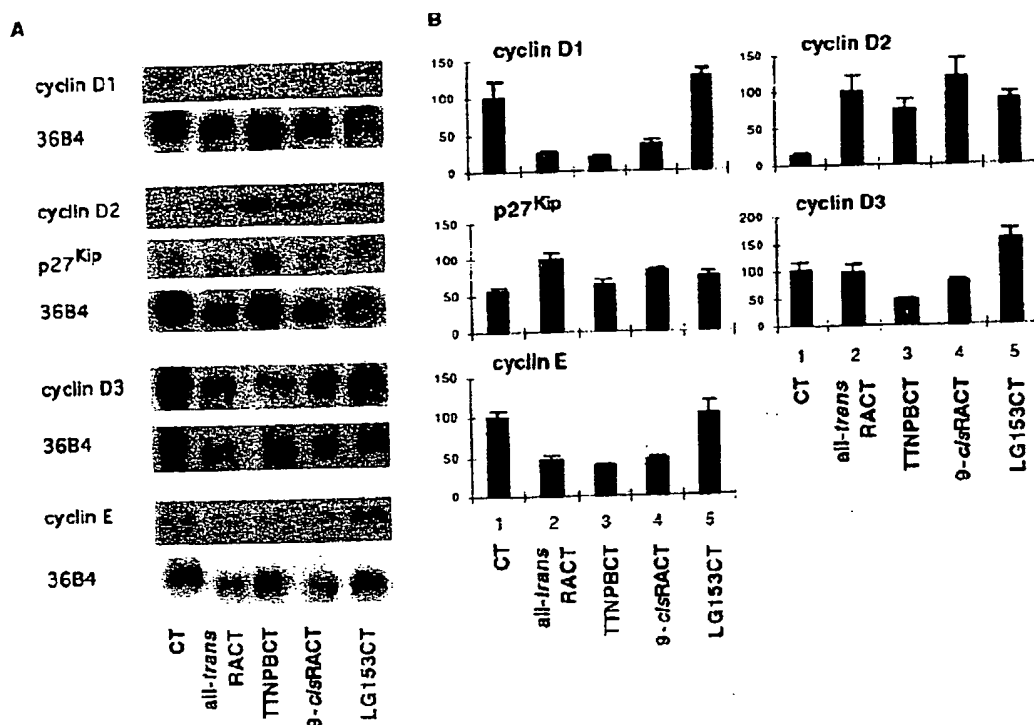 A
cyclin D1
36B4
cyclin D2
p27Kip
36B4
cyclin D3
36B4
cyclin E
36B4
CT
all-trans
RACT
TTNPBCT
9-cisRACT
LG153CT
B
cyclin D1
150
100
50
0
cyclin D2
150
100
50
0
p27Kip
150
100
50
0
cyclin D3
200
150
100
50
0
1 2 3 4 5
CT
all-trans
RACT
TTNPBCT
9-cisRACT
LG153CT
cyclin E
150
100
50
0
1 2 3 4 5
CT
all-trans
RACT
TTNPBCT
9-cisRACT
LG153CT